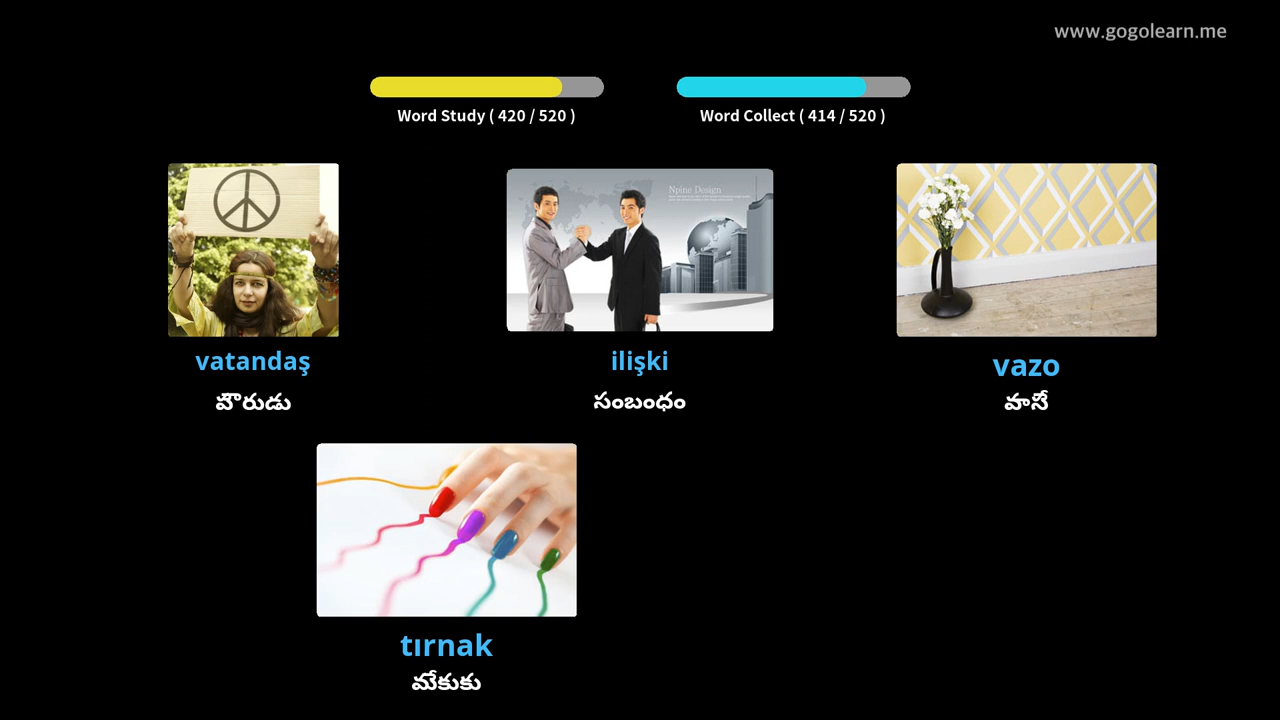 www.gogolearn.me
Word Study ( 420 / 520 )
Word Collect ( 414 / 520 )
Npine Design
vatandaş
పౌరుడు
ilişki
సంబంధం
vazo
వాసే
tırnak
మేకుకు